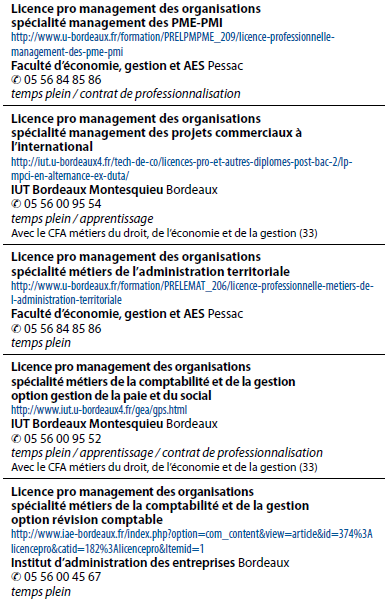 Licence pro management des organisations
spécialité management des PME-PMI
http://www.u-bordeaux.fr/formation/PRELPMPME_209/licence-professionnelle-
management-des-pme-pmi
Faculté d'économie, gestion et AES Pessac
✆ 05 56 84 85 86
temps plein / contrat de professionnalisation
Licence pro management des organisations
spécialité management des projets commerciaux à
l'international
http://iut.u-bordeaux4.fr/tech-de-co/licences-pro-et-autres-diplomes-post-bac-2/lp-
mpci-en-alternance-ex-duta/
IUT Bordeaux Montesquieu Bordeaux
✆ 05 56 00 95 54
temps plein / apprentissage
Avec le CFA métiers du droit, de l'économie et de la gestion (33)
Licence pro management des organisations
spécialité métiers de l'administration territoriale
http://www.u-bordeaux.fr/formation/PRELEMAT_206/licence-professionnelle-metiers-de-
l-administration-territoriale
Faculté d'économie, gestion et AES Pessac
✆ 05 56 84 85 86
temps plein
Licence pro management des organisations
spécialité métiers de la comptabilité et de la gestion
option gestion de la paie et du social
http://www.iut.u-bordeaux4.fr/gea/gps.html
IUT Bordeaux Montesquieu Bordeaux
✆ 05 56 00 95 52
temps plein / apprentissage / contrat de professionnalisation
Avec le CFA métiers du droit, de l'économie et de la gestion (33)
Licence pro management des organisations
spécialité métiers de la comptabilité et de la gestion
option révision comptable
http://www.iae-bordeaux.fr/index.php?option=com_content&view=article&id=374%3A
licencepro&catid=182%3Alicencepro&Itemid=1
Institut d'administration des entreprises Bordeaux
✆ 05 56 00 45 67
temps plein